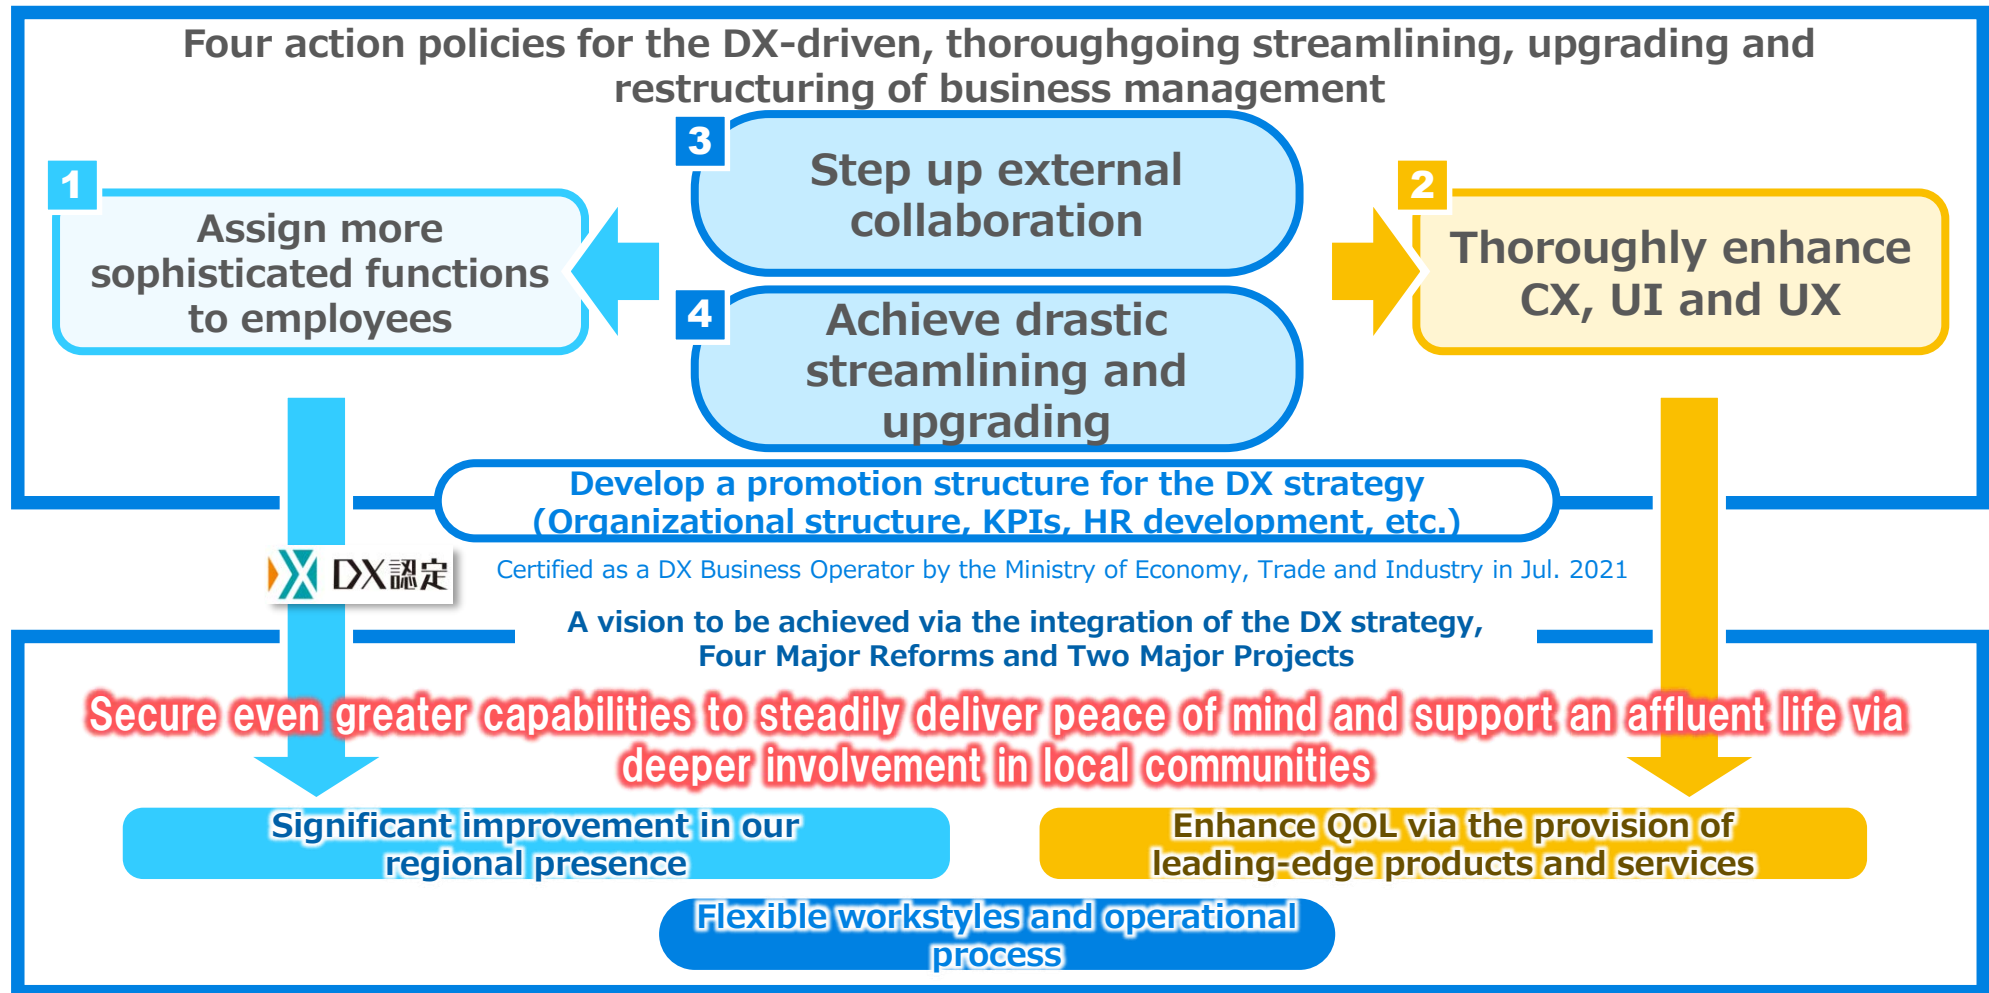 Four action policies for the DX-driven, thoroughgoing streamlining, upgrading and
restructuring of business management
1
Assign more
sophisticated functions
to employees
3
Step up external
collaboration
4
Achieve drastic
streamlining and
upgrading
2
Thoroughly enhance
CX, UI and UX
Develop a promotion structure for the DX strategy
(Organizational structure, KPIs, HR development, etc.)
DX認定
Certified as a DX Business Operator by the Ministry of Economy, Trade and Industry in Jul. 2021
A vision to be achieved via the integration of the DX strategy,
Four Major Reforms and Two Major Projects
Secure even greater capabilities to steadily deliver peace of mind and support an affluent life via
deeper involvement in local communities
Significant improvement in our
regional presence
Enhance QOL via the provision of
leading-edge products and services
Flexible workstyles and operational
process